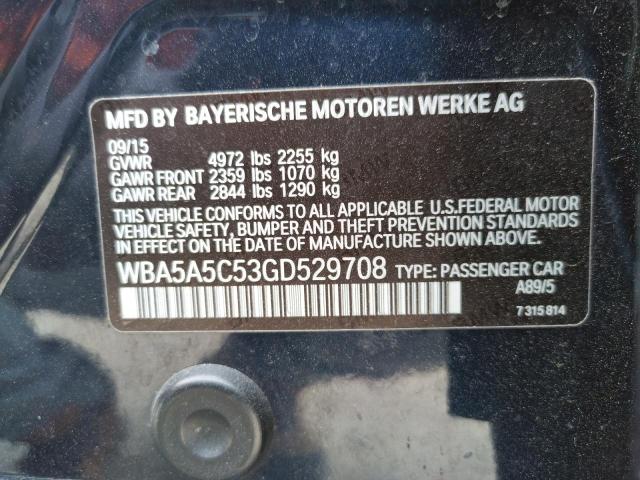 MFD BY BAYERISCHE MOTOREN WERKE AG
09/15
GVWR 4972 lbs 2255 kg
GAWR FRONT 2359 lbs 1070 kg
GAWR REAR 2844 lbs 1290 kg
THIS VEHICLE CONFORMS TO ALL APPLICABLE U.S.FEDERAL MOTOR
VEHICLE SAFETY, BUMPER AND THEFT PREVENTION STANDARDS
IN EFFECT ON THE DATE OF MANUFACTURE SHOWN ABOVE.
WBA5A5C53GD529708 TYPE: PASSENGER CAR
A89/5
7 315 814